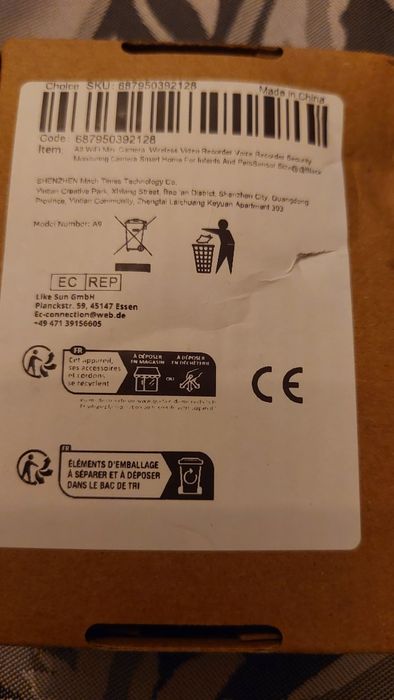 Choice SKU: 687950392128
Made in China
Code: 687950392128
Item: A9 WiFi Mini Camera, Wireless Video Recorder Voice Recorder Security
Monitoring Camera Smart Home For Infants And Pets
SHENZHEN Times Technology Co.
Yintian Creative Park, Xixiang Street, Bao'an District, Shenzhen City, Guangdong
Province, Yintian Community, Zhengtai Laichuang Keyuan Apartment 303
Model Number: A9
EC REP
Like Sun GmbH
Planckstr. 59, 45147 Essen
Ec-connection@web.de
+49 471 39156605
FR
Cet appareil,
ses accessoires
et cordons
se recyclent
À DÉPOSER
EN MAGASIN
OU
À DÉPOSER
EN DÉCHÈTERIE
CE
FR
ÉLÉMENTS D'EMBALLAGE
À SÉPARER ET À DÉPOSER
DANS LE BAC DE TRI